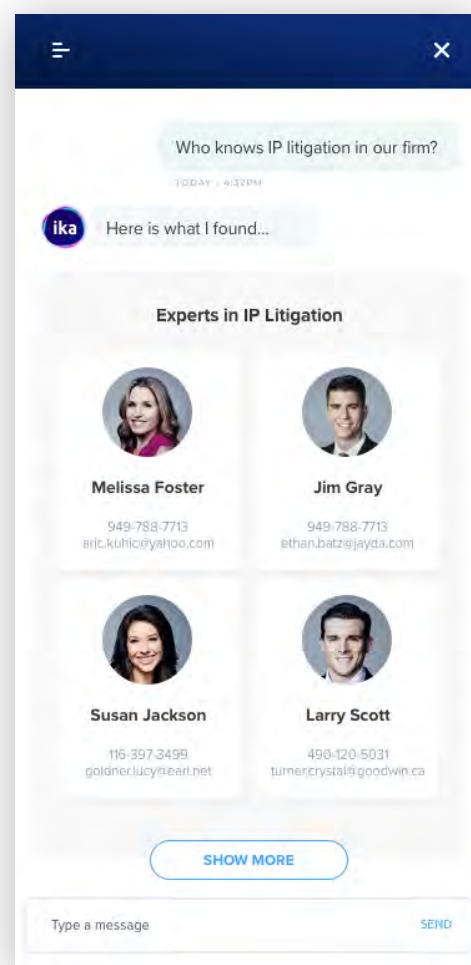 Who knows IP litigation in our firm?
TODAY, 4:32PM
ika
Here is what I found...
Experts in IP Litigation
Melissa Foster
949-788-7713
aric.kuhic@yahoo.com
Jim Gray
949-788-7713
ethan.batz@jayda.com
Susan Jackson
116-397-3499
goldner.lucy@earl.net
Larry Scott
490-120-5031
turner.crystal@goodwin.ca
SHOW MORE
Type a message
SEND